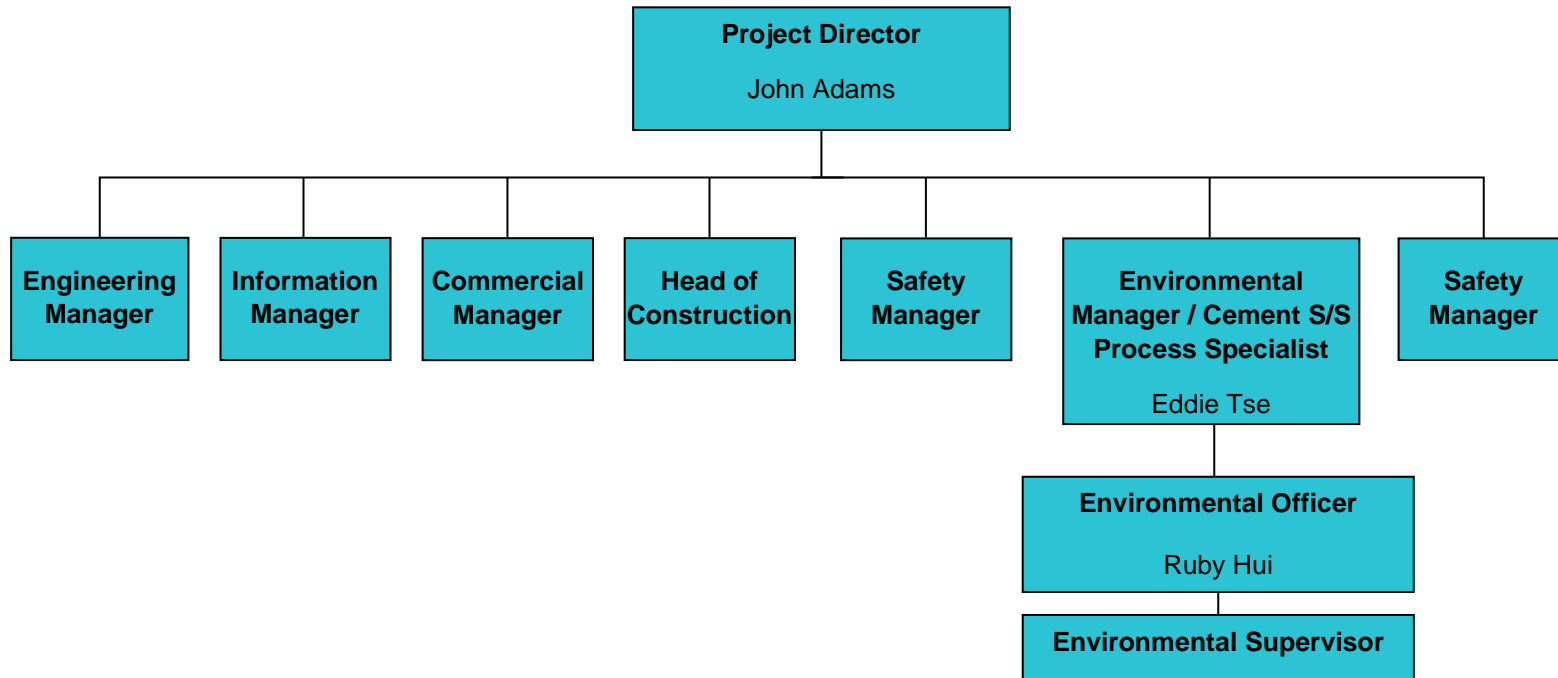 Project Director
John Adams
Engineering
Manager
Information
Manager
Commercial
Manager
Head of
Construction
Safety
Manager
Environmental
Manager / Cement S/S
Process Specialist
Eddie Tse
Safety
Manager
Environmental Officer
Ruby Hui
Environmental Supervisor